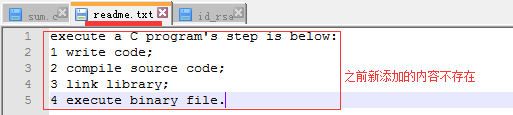 sum.c
readme.txt
id_rsa
1 execute a C program's step is below:
2 1 write code;
3 2 compile source code;
4 3 link library;
5 4 execute binary file.
之前新添加的内容不存在